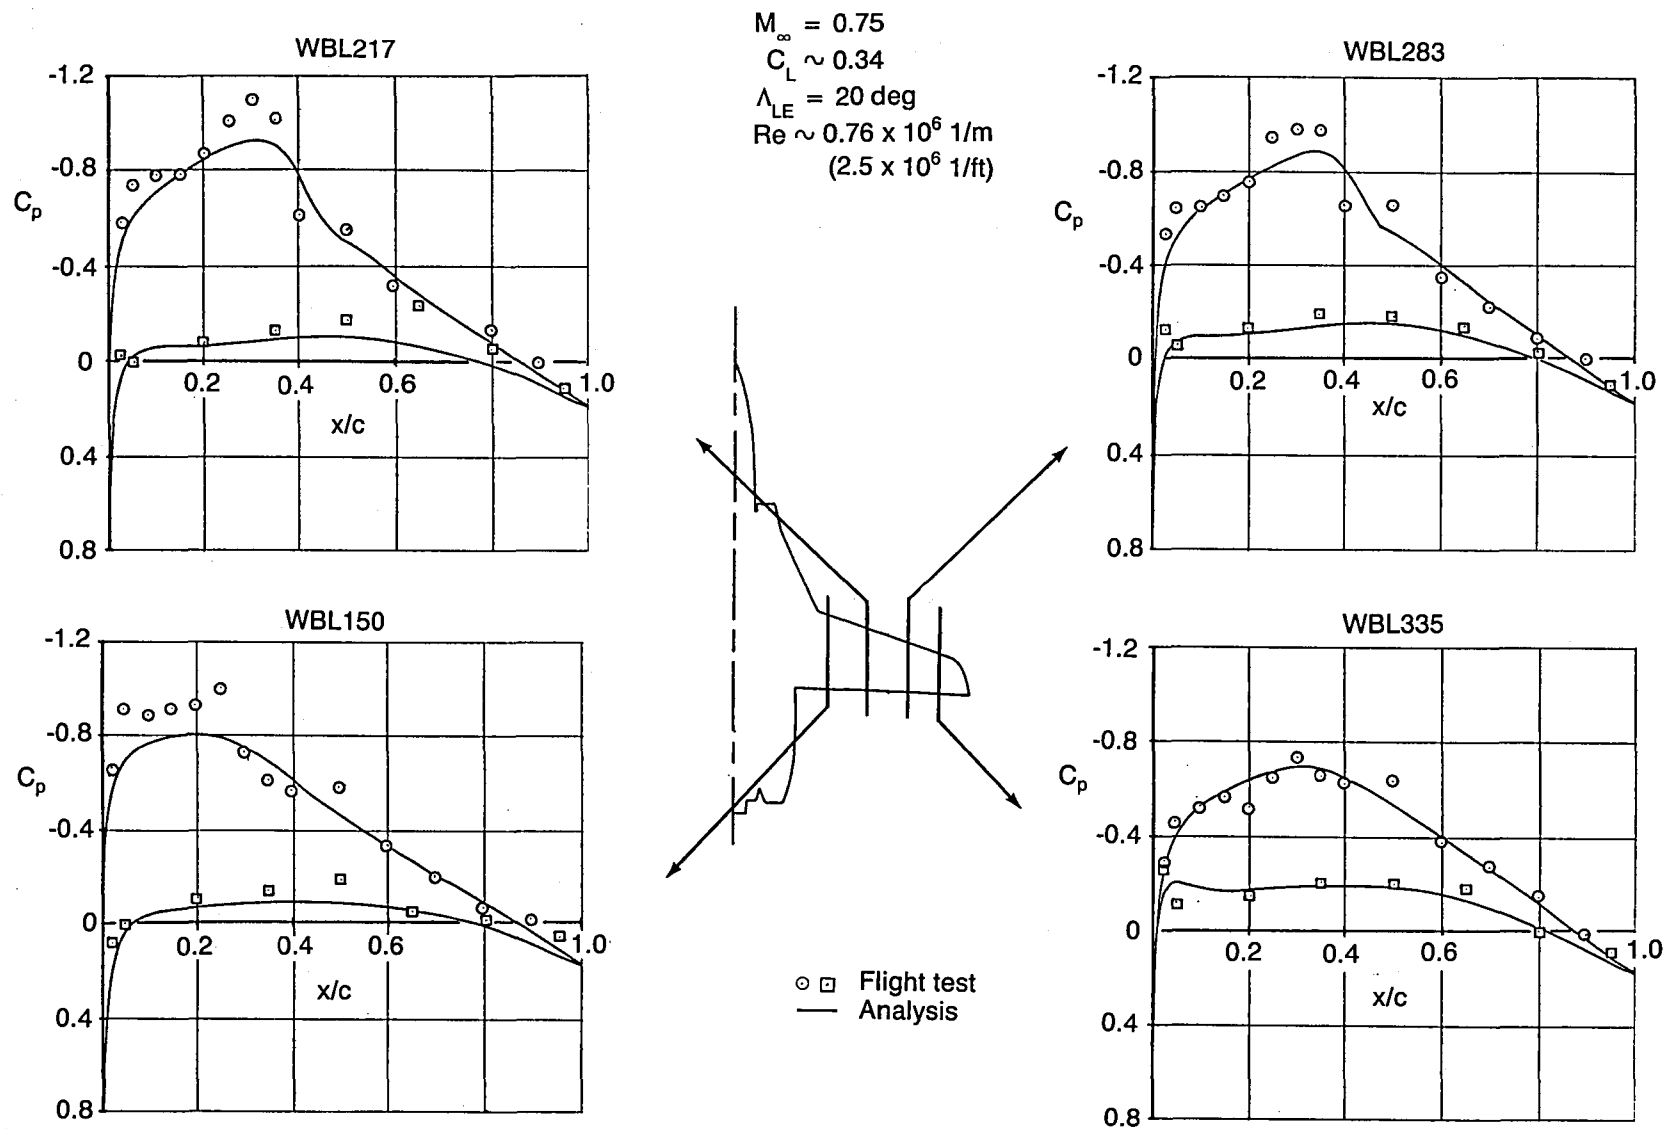 M∞ = 0.75
CL ~ 0.34
ΛLE = 20 deg
Re ~ 0.76 x 10⁶ 1/m
(2.5 x 10⁶ 1/ft)
WBL217
-1.2
-0.8
Cp
-0.4
0
0.2
0.4
0.6
1.0
x/c
0.4
0.8
WBL283
-1.2
-0.8
Cp
-0.4
0
0.2
0.4
0.6
1.0
x/c
0.4
0.8
WBL150
-1.2
-0.8
Cp
-0.4
0
0.2
0.4
0.6
1.0
x/c
0.4
0.8
WBL335
-1.2
-0.8
Cp
-0.4
0
0.2
0.4
0.6
1.0
x/c
0.4
0.8
Flight test
Analysis